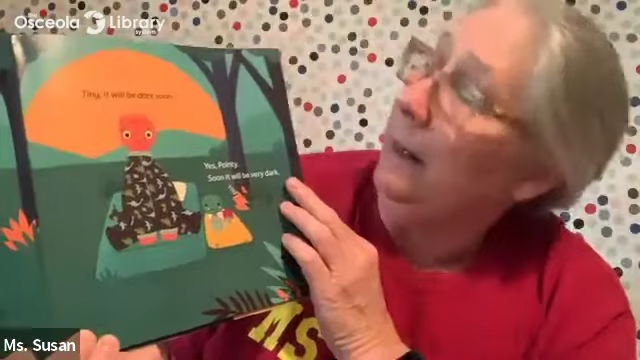 Osceola Library
Tiny, it will be dark soon.
Yes, Pointy.
Soon it will be very dark.
Ms. Susan